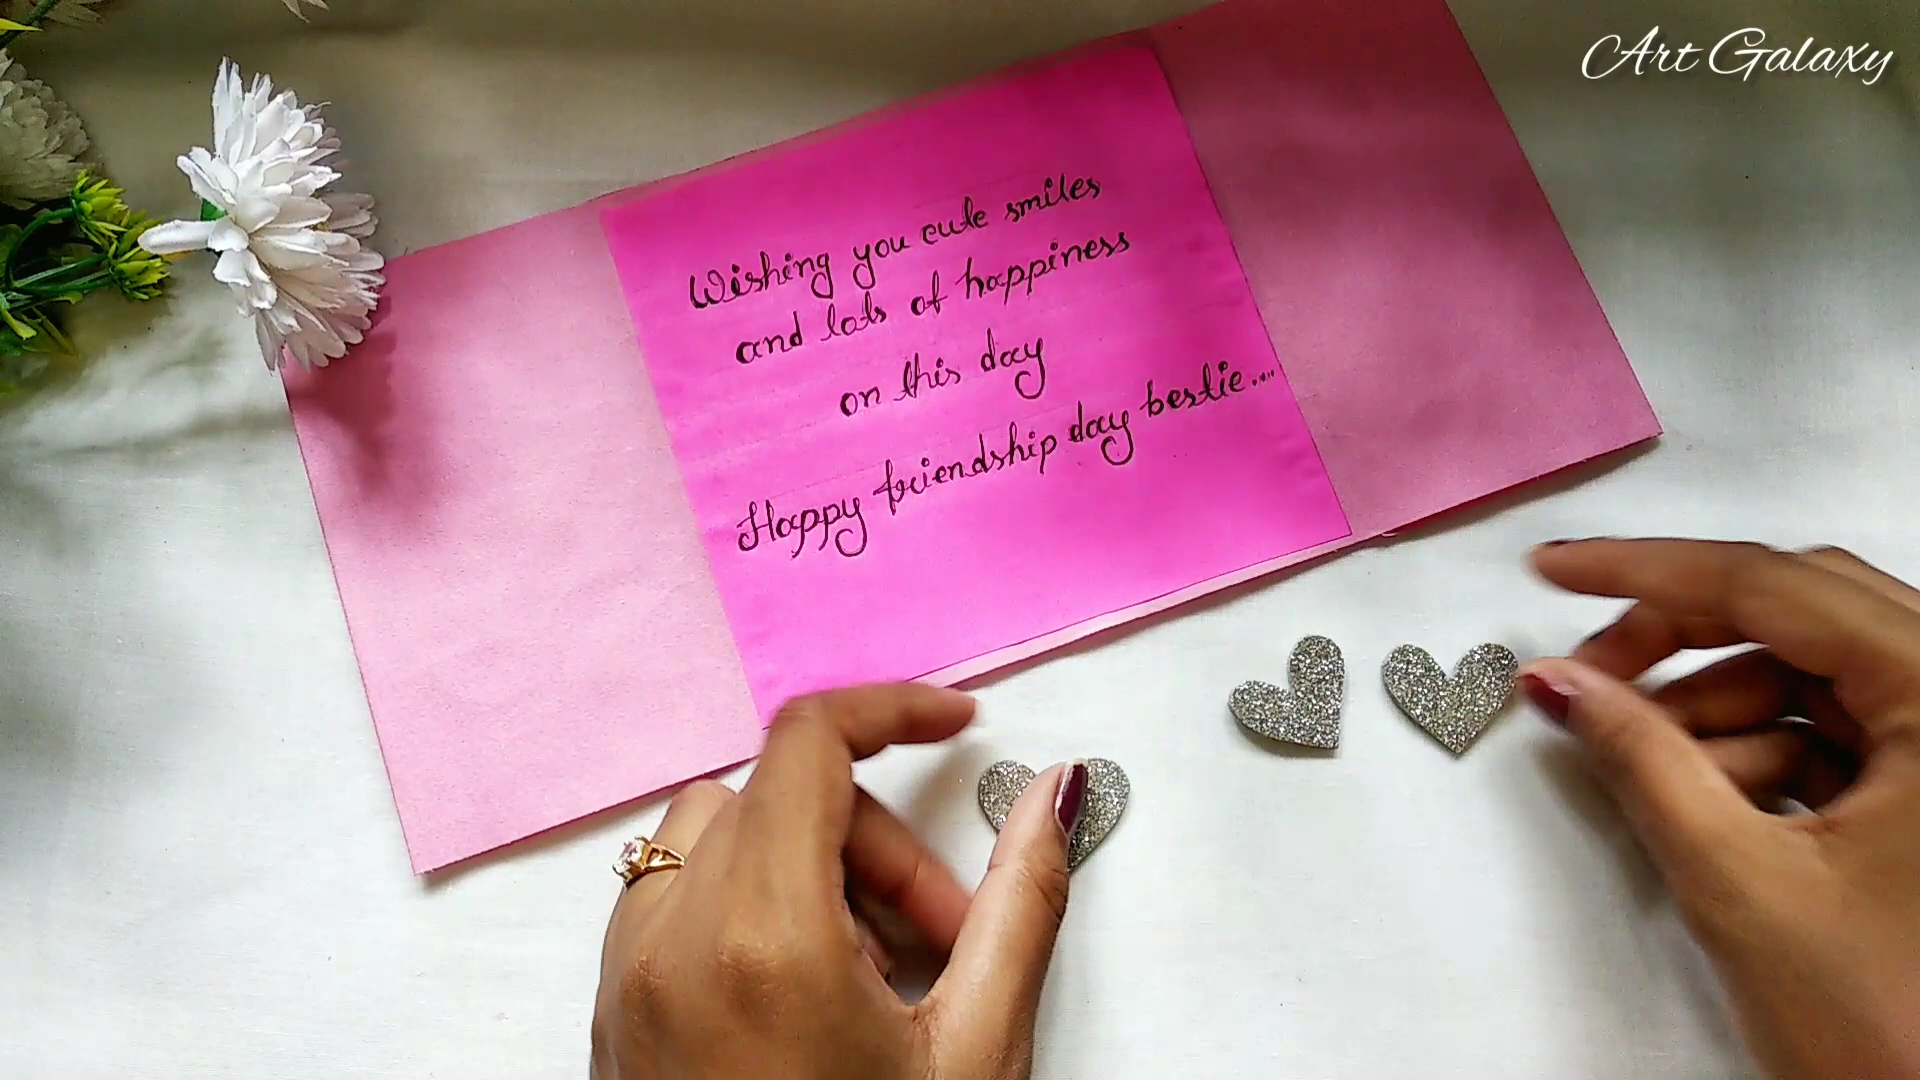 Art Galaxy
Wishing you cute smiles
and lots of happiness
on this day
Happy friendship day bestie....